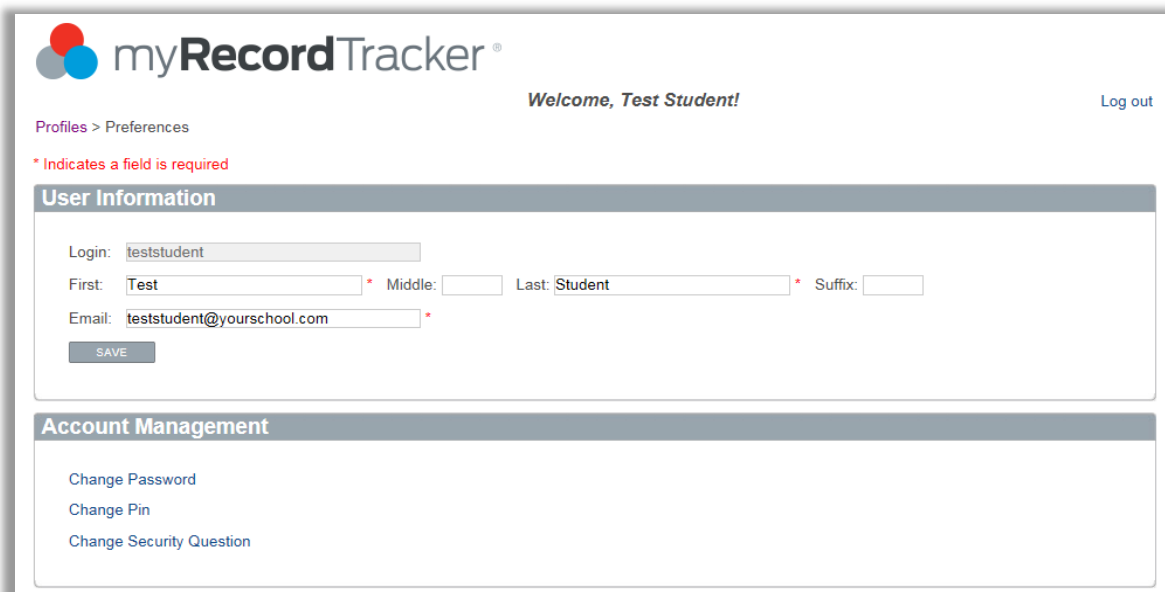 myRecordTracker®
Welcome, Test Student!
Log out
Profiles > Preferences
* Indicates a field is required
User Information
Login: teststudent
First: Test * Middle: Last: Student * Suffix:
Email: teststudent@yourschool.com *
SAVE
Account Management
Change Password
Change Pin
Change Security Question